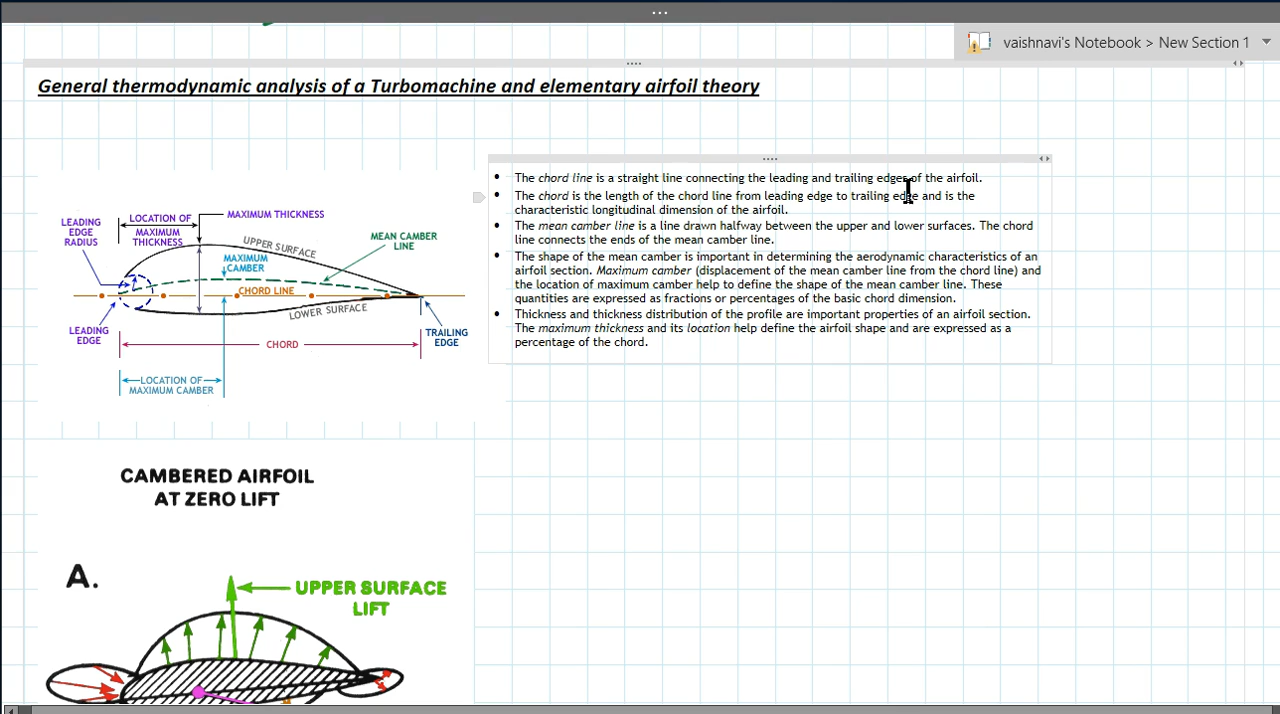 vaishnavi's Notebook > New Section 1
General thermodynamic analysis of a Turbomachine and elementary airfoil theory
• The chord line is a straight line connecting the leading and trailing edges of the airfoil.
• The chord is the length of the chord line from leading edge to trailing edge and is the
characteristic longitudinal dimension of the airfoil.
• The mean camber line is a line drawn halfway between the upper and lower surfaces. The chord
line connects the ends of the mean camber line.
• The shape of the mean camber is important in determining the aerodynamic characteristics of an
airfoil section. Maximum camber (displacement of the mean camber line from the chord line) and
the location of maximum camber help to define the shape of the mean camber line. These
quantities are expressed as fractions or percentages of the basic chord dimension.
• Thickness and thickness distribution of the profile are important properties of an airfoil section.
The maximum thickness and its location help define the airfoil shape and are expressed as a
percentage of the chord.
LEADING
EDGE
RADIUS
LOCATION OF
MAXIMUM
THICKNESS
MAXIMUM THICKNESS
UPPER SURFACE
MEAN CAMBER
LINE
MAXIMUM
CAMBER
CHORD LINE
LOWER SURFACE
LEADING
EDGE
TRAILING
EDGE
CHORD
LOCATION OF
MAXIMUM CAMBER
CAMBERED AIRFOIL
AT ZERO LIFT
A.
UPPER SURFACE
LIFT